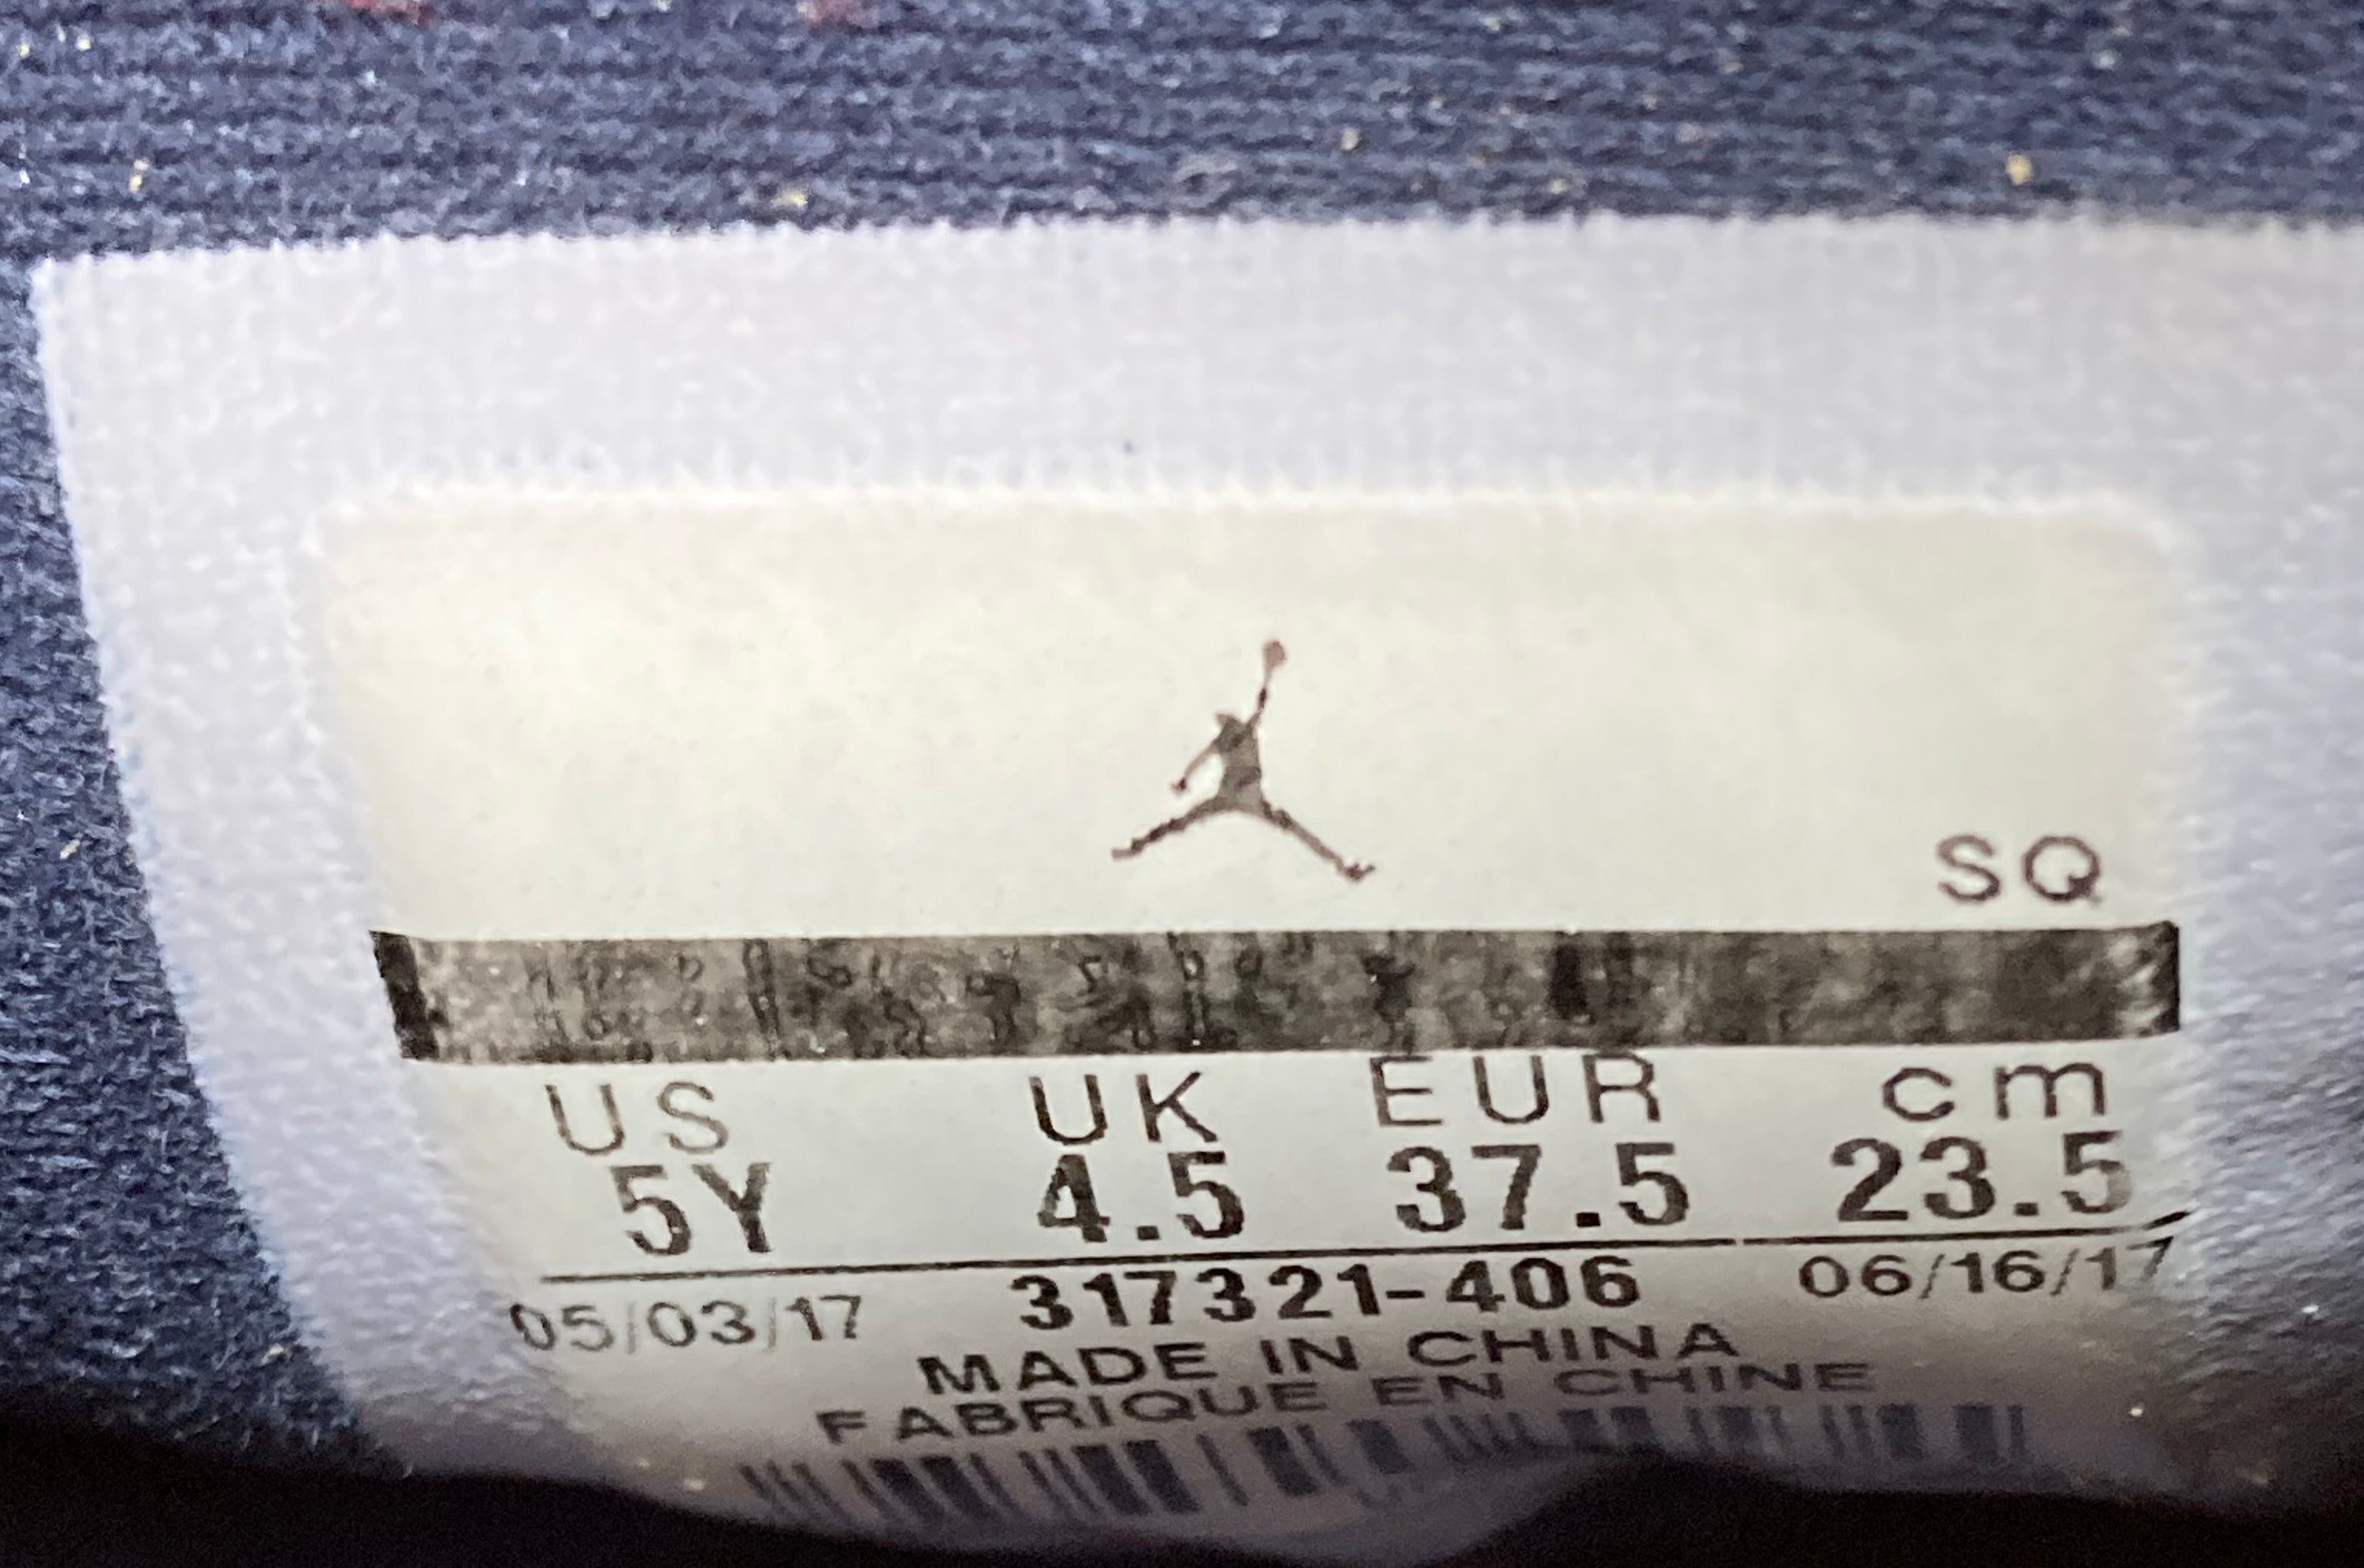 SQ
US UK EUR cm
5Y 4.5 37.5 23.5
05/03/17 317321-406 06/16/17
MADE IN CHINA
FABRIQUE EN CHINE